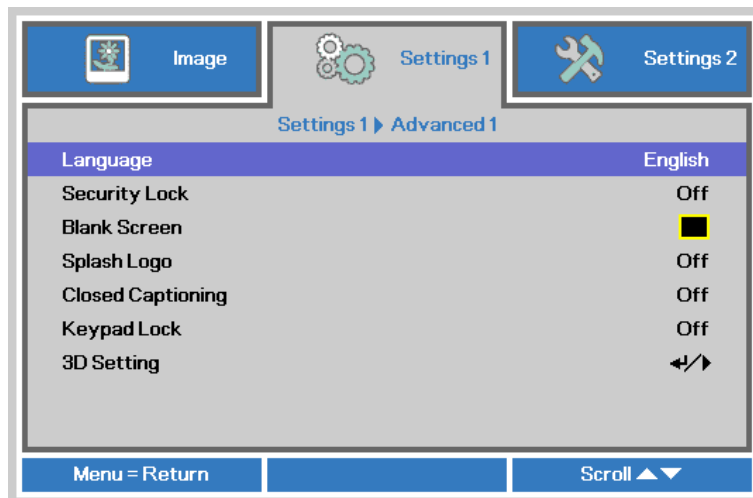 Image
Settings 1
Settings 2
Settings 1 Advanced 1
Language English
Security Lock Off
Blank Screen
Splash Logo Off
Closed Captioning Off
Keypad Lock Off
3D Setting
Menu = Return
Scroll